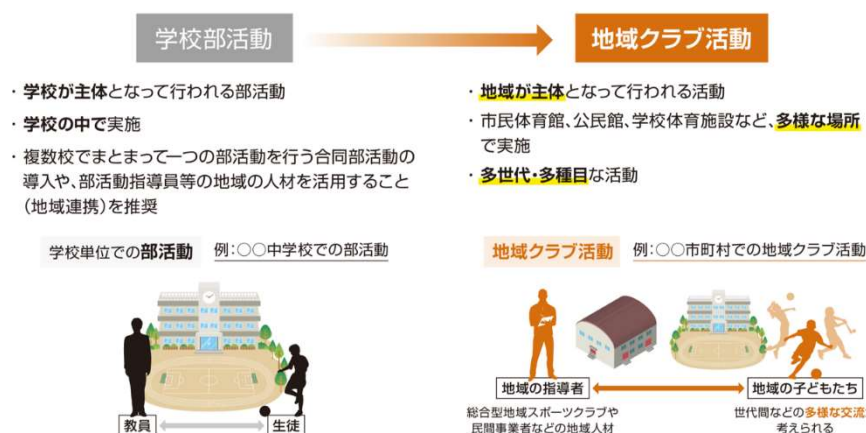 学校部活動
地域クラブ活動
・学校が主体となって行われる部活動
・学校の中で実施
・複数校でまとまって一つの部活動を行う合同部活動の
導入や、部活動指導員等の地域の人材を活用すること
(地域連携)を推奨
・地域が主体となって行われる活動
・市民体育館、公民館、学校体育施設など、多様な場所
で実施
・多世代・多種目な活動
学校単位での部活動 例:○○中学校での部活動
教員
生徒
地域クラブ活動 例:○○市町村での地域クラブ活動
地域の指導者
地域の子どもたち
総合型地域スポーツクラブや
民間事業者などの地域人材
世代間などの多様な交流
考えられる